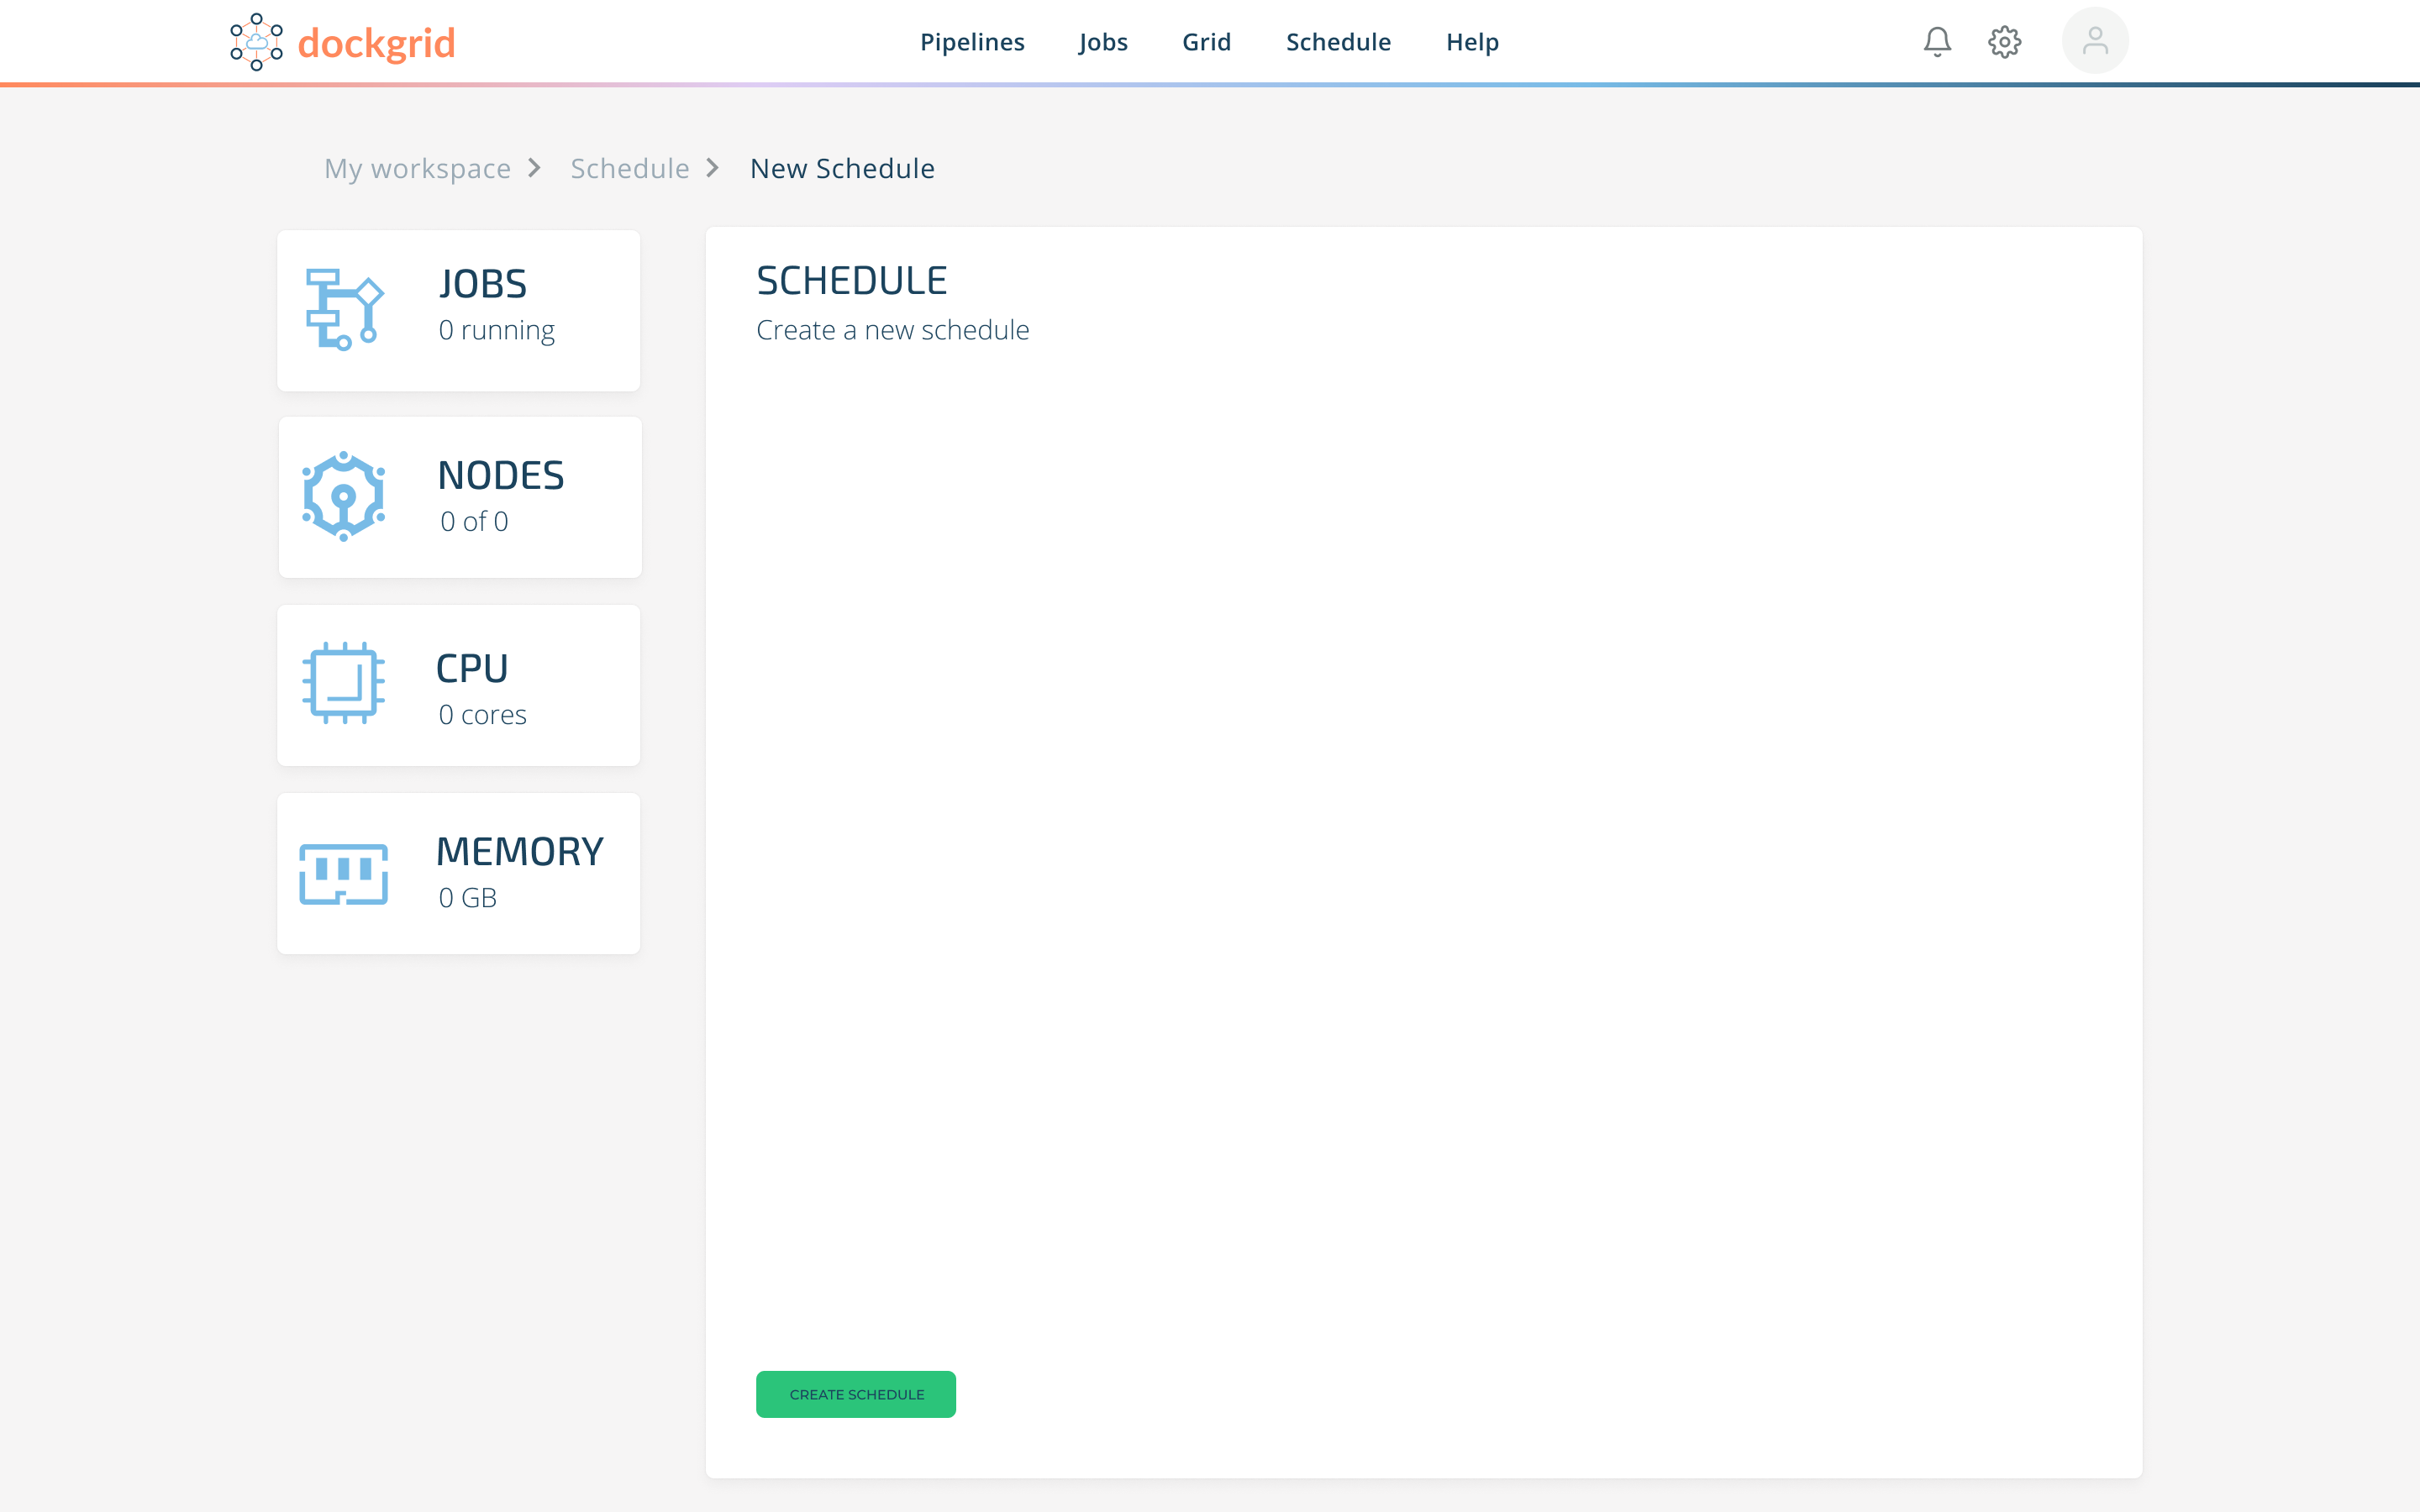 dockgrid
Pipelines Jobs Grid Schedule Help
My workspace Schedule New Schedule
JOBS
0 running
NODES
0 of 0
CPU
0 cores
MEMORY
0 GB
SCHEDULE
Create a new schedule
CREATE SCHEDULE